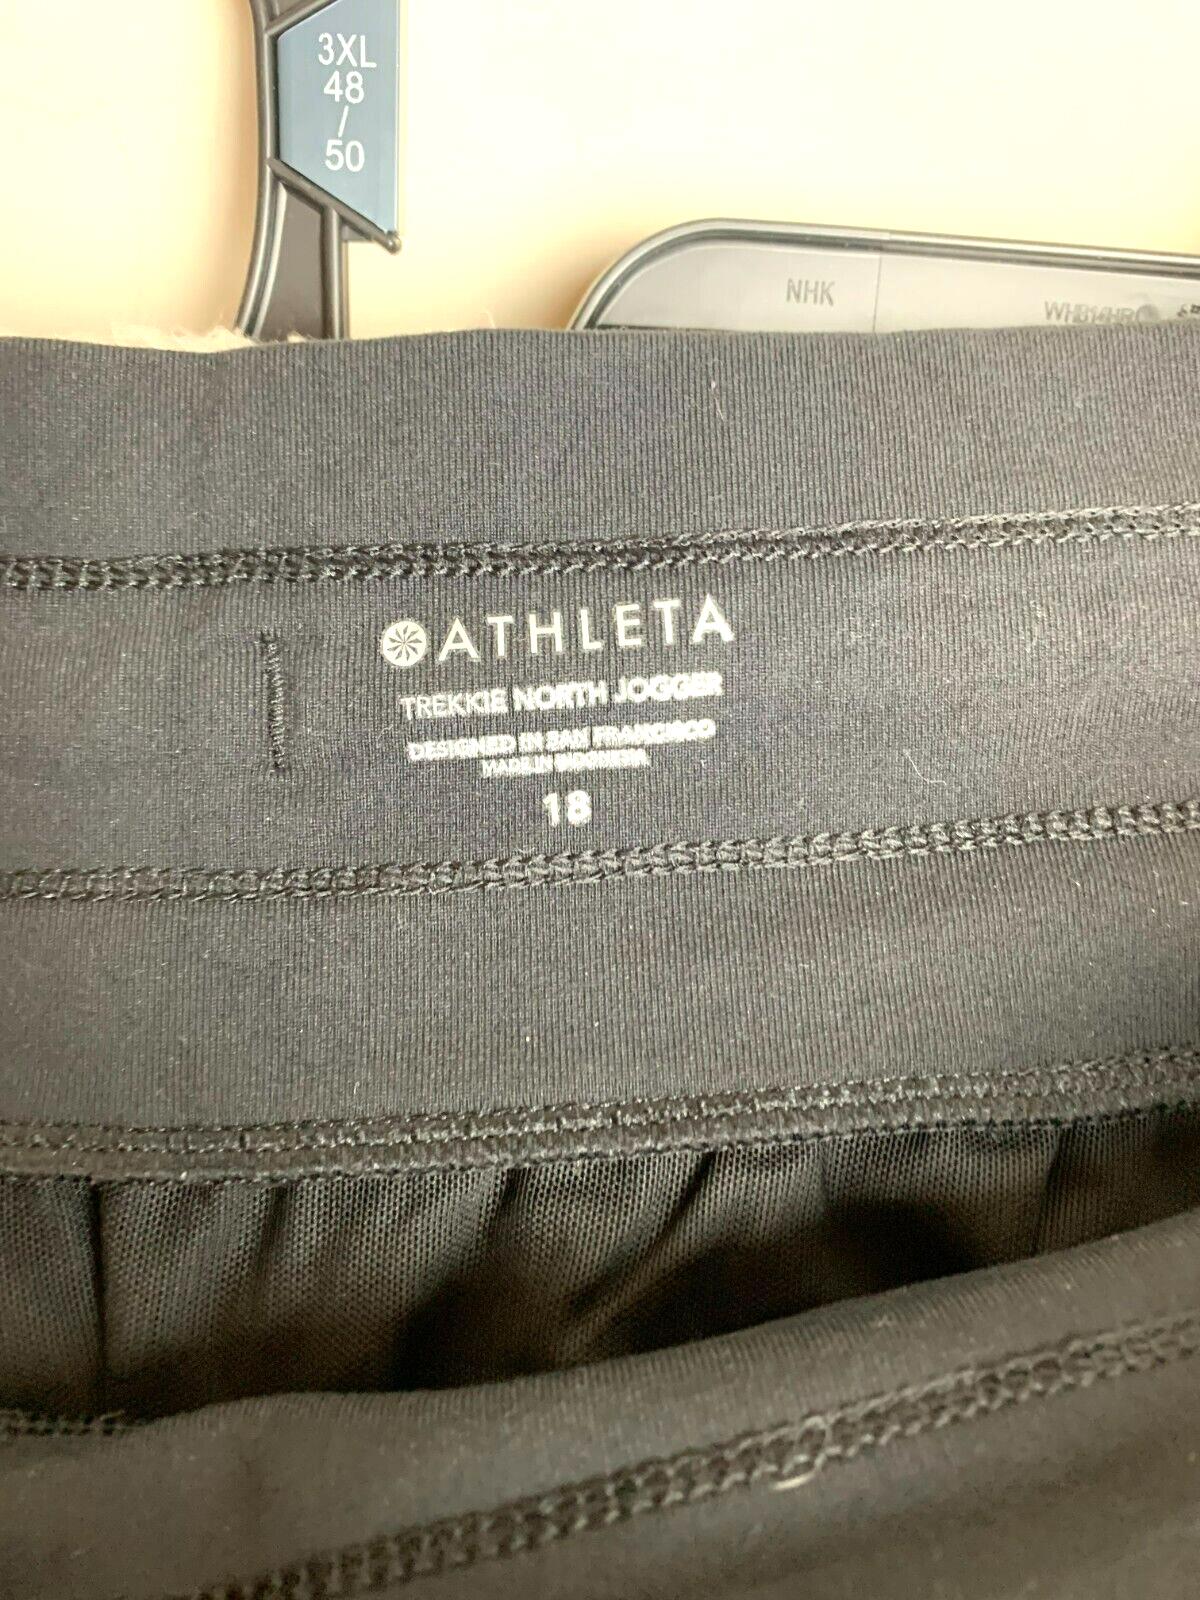 3XL
48
/
50
NHK
ATHLETA
TREKKIE NORTH JOGGER
DESIGNED IN SAN FRANCISCO
MADE IN INDONESIA
18